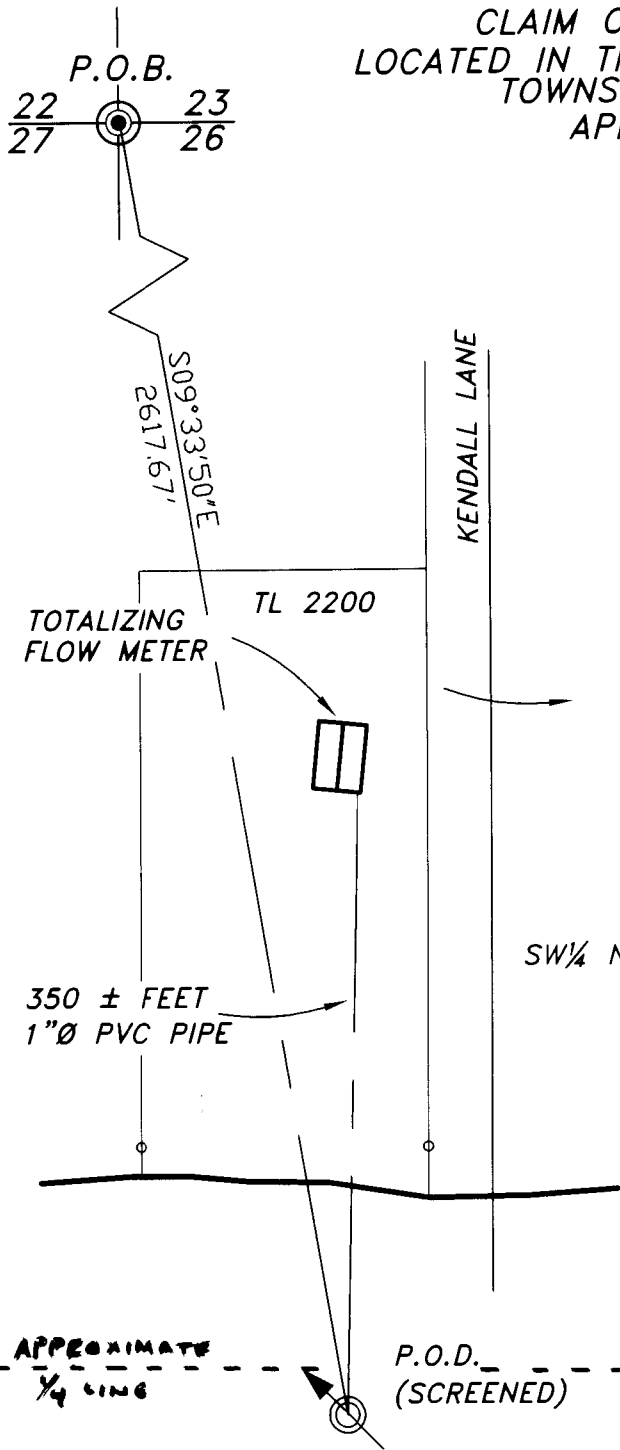 CLAIM O
LOCATED IN T
TOWNS
AP
P.O.B.
22 23
27 26
S09°33'50"E
2617.67'
KENDALL LANE
TL 2200
TOTALIZING
FLOW METER
SW¼ N
350 ± FEET
1"Ø PVC PIPE
APPROXIMATE
¼ LINE
P.O.D.
(SCREENED)